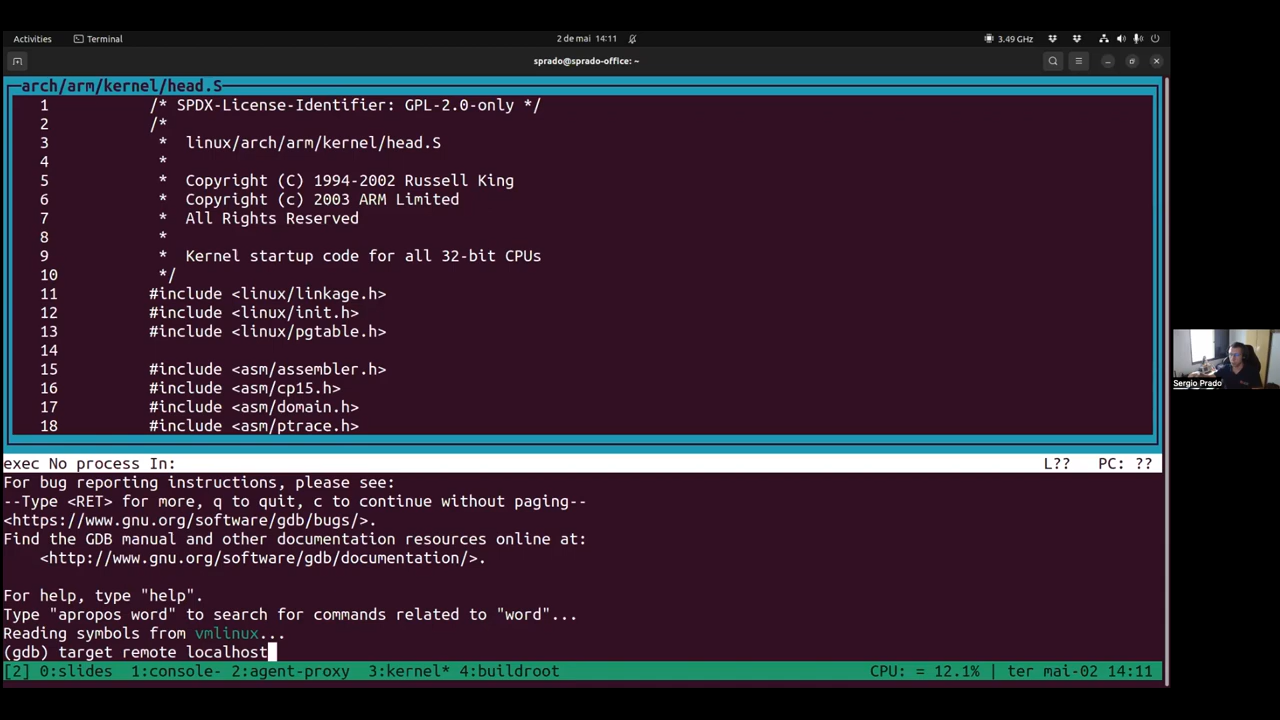 Activities Terminal 2 de mai 14:11 3.49 GHz
sprado@sprado-office: ~
arch/arm/kernel/head.S
1 /* SPDX-License-Identifier: GPL-2.0-only */
2 /*
3 * linux/arch/arm/kernel/head.S
4 *
5 * Copyright (C) 1994-2002 Russell King
6 * Copyright (c) 2003 ARM Limited
7 * All Rights Reserved
8 *
9 * Kernel startup code for all 32-bit CPUs
10 */
11 #include <linux/linkage.h>
12 #include <linux/init.h>
13 #include <linux/pgtable.h>
14
15 #include <asm/assembler.h>
16 #include <asm/cp15.h>
17 #include <asm/domain.h>
18 #include <asm/ptrace.h>
Sergio Prado
exec No process In: L?? PC: ??
For bug reporting instructions, please see:
--Type <RET> for more, q to quit, c to continue without paging--
<https://www.gnu.org/software/gdb/bugs/>.
Find the GDB manual and other documentation resources online at:
<http://www.gnu.org/software/gdb/documentation/>.
For help, type "help".
Type "apropos word" to search for commands related to "word"...
Reading symbols from vmlinux...
(gdb) target remote localhost
[2] 0:slides 1:console- 2:agent-proxy 3:kernel* 4:buildroot CPU: = 12.1% | ter mai-02 14:11